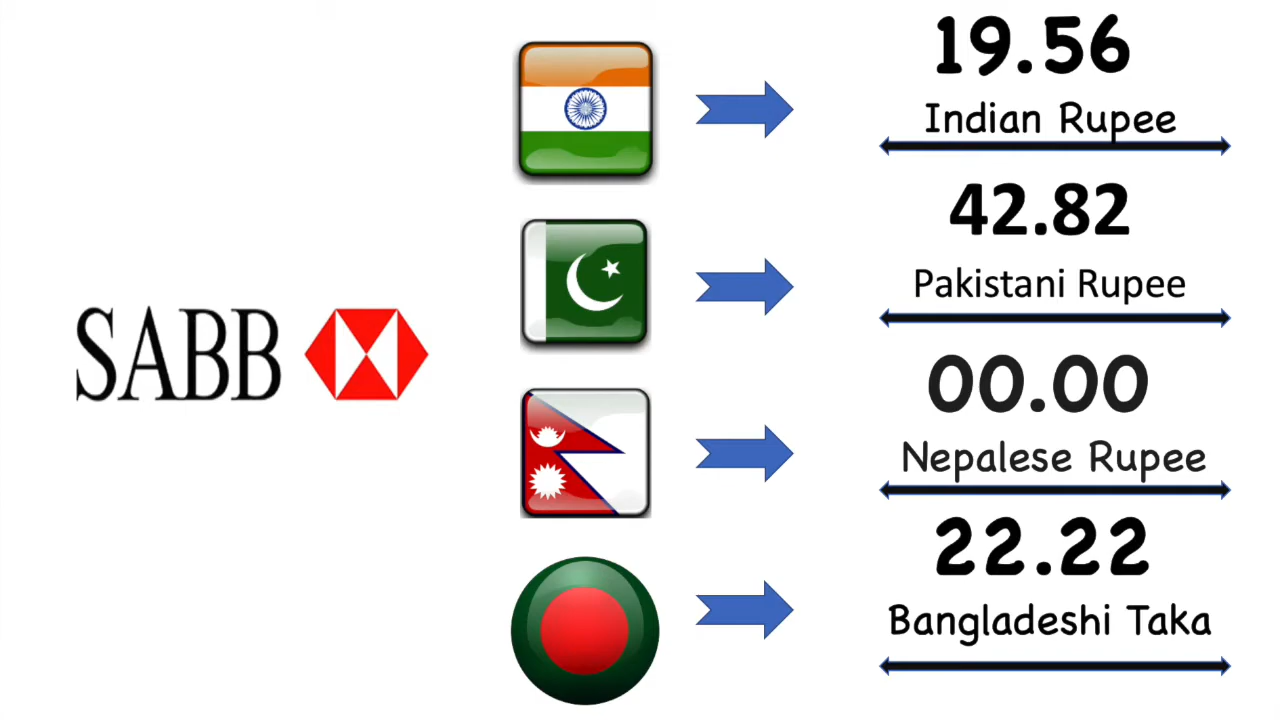 SABB
19.56
Indian Rupee
42.82
Pakistani Rupee
00.00
Nepalese Rupee
22.22
Bangladeshi Taka